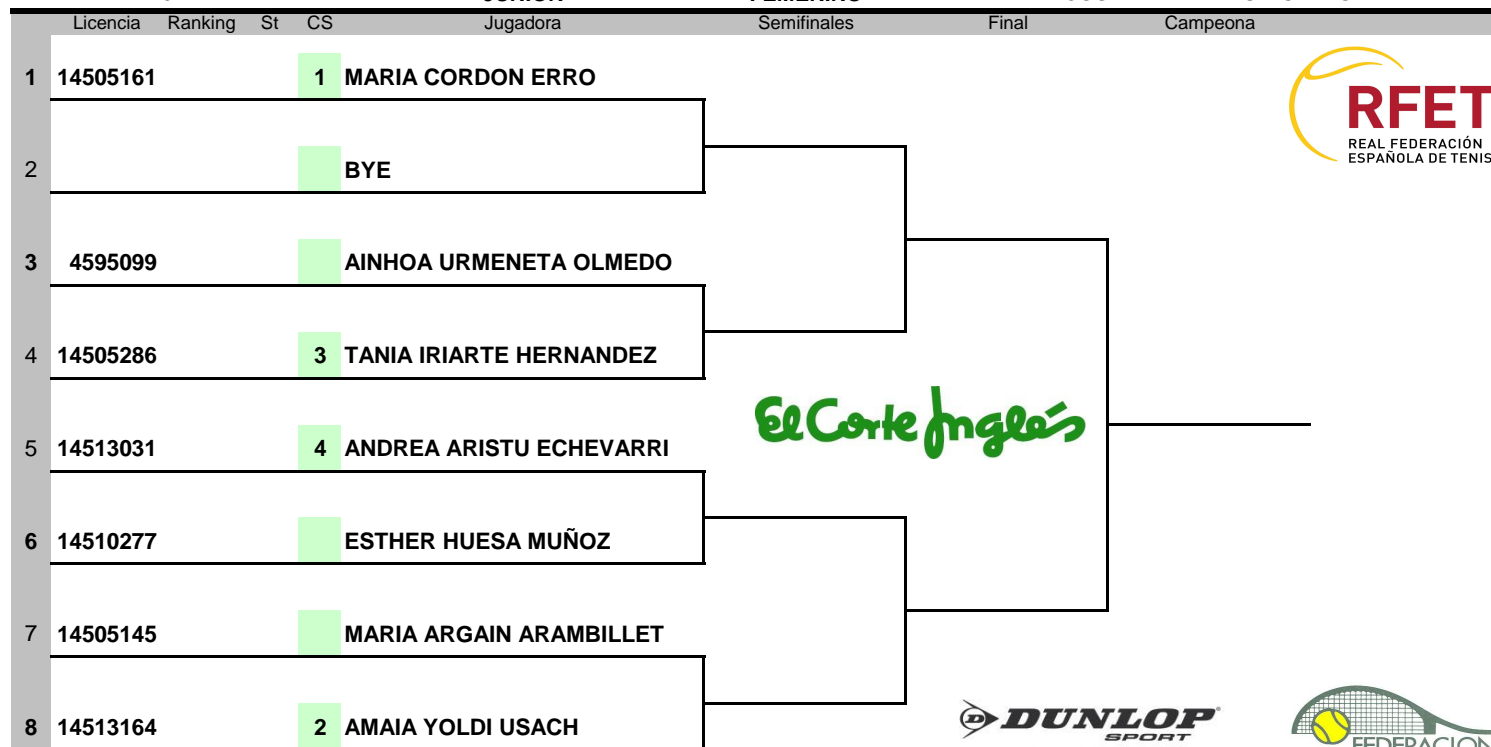 Licencia Ranking St CS Jugadora Semifinales Final Campeona
1 14505161 1 MARIA CORDON ERRO
RFET
REAL FEDERACIÓN
ESPAÑOLA DE TENIS
2 BYE
3 4595099 AINHOA URMENETA OLMEDO
4 14505286 3 TANIA IRIARTE HERNANDEZ
El Corte Inglés
5 14513031 4 ANDREA ARISTU ECHEVARRI
6 14510277 ESTHER HUESA MUÑOZ
7 14505145 MARIA ARGAIN ARAMBILLET
8 14513164 2 AMAIA YOLDI USACH
DUNLOP
SPORT
FEDERACION